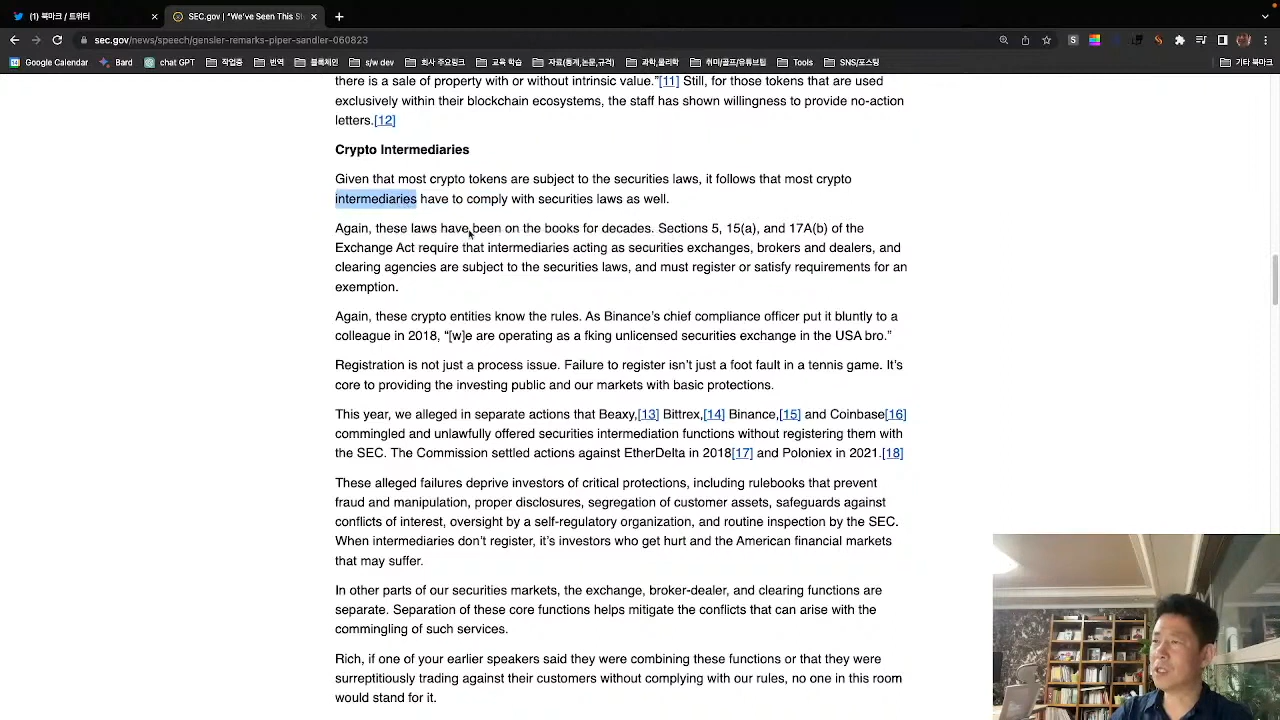 (1) 북마크 / 트위터
SEC.gov | "We've Seen This St
sec.gov/news/speech/gensler-remarks-piper-sandler-060823
Google Calendar Bard chat GPT 작업중 번역 블록체인 s/w dev 회사 주요링크 교육 학습 자료(통계,논문,규격) 과학,물리학 취미/골프/유튜브팁 Tools SNS/포스팅 기타 북마크
there is a sale of property with or without intrinsic value."[11] Still, for those tokens that are used
exclusively within their blockchain ecosystems, the staff has shown willingness to provide no-action
letters.[12]
Crypto Intermediaries
Given that most crypto tokens are subject to the securities laws, it follows that most crypto
intermediaries have to comply with securities laws as well.
Again, these laws have been on the books for decades. Sections 5, 15(a), and 17A(b) of the
Exchange Act require that intermediaries acting as securities exchanges, brokers and dealers, and
clearing agencies are subject to the securities laws, and must register or satisfy requirements for an
exemption.
Again, these crypto entities know the rules. As Binance's chief compliance officer put it bluntly to a
colleague in 2018, "[w]e are operating as a fking unlicensed securities exchange in the USA bro."
Registration is not just a process issue. Failure to register isn't just a foot fault in a tennis game. It's
core to providing the investing public and our markets with basic protections.
This year, we alleged in separate actions that Beaxy,[13] Bittrex,[14] Binance,[15] and Coinbase[16]
commingled and unlawfully offered securities intermediation functions without registering them with
the SEC. The Commission settled actions against EtherDelta in 2018[17] and Poloniex in 2021.[18]
These alleged failures deprive investors of critical protections, including rulebooks that prevent
fraud and manipulation, proper disclosures, segregation of customer assets, safeguards against
conflicts of interest, oversight by a self-regulatory organization, and routine inspection by the SEC.
When intermediaries don't register, it's investors who get hurt and the American financial markets
that may suffer.
In other parts of our securities markets, the exchange, broker-dealer, and clearing functions are
separate. Separation of these core functions helps mitigate the conflicts that can arise with the
commingling of such services.
Rich, if one of your earlier speakers said they were combining these functions or that they were
surreptitiously trading against their customers without complying with our rules, no one in this room
would stand for it.